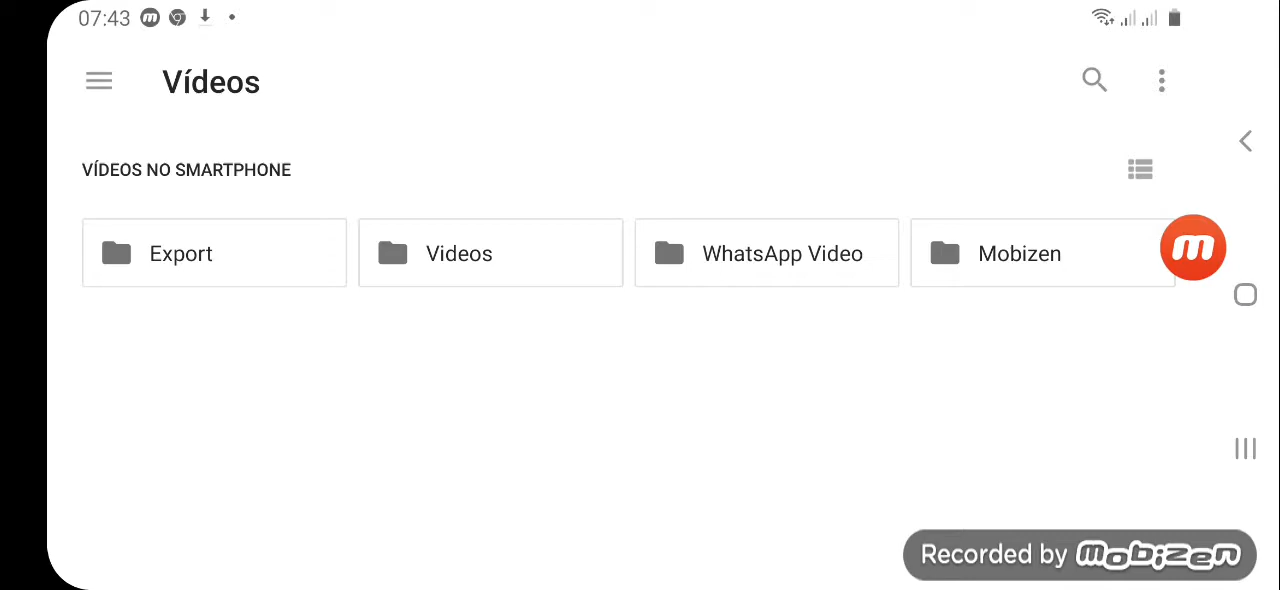 07:43
Vídeos
VÍDEOS NO SMARTPHONE
Export
Videos
WhatsApp Video
Mobizen
m
Recorded by mobizen